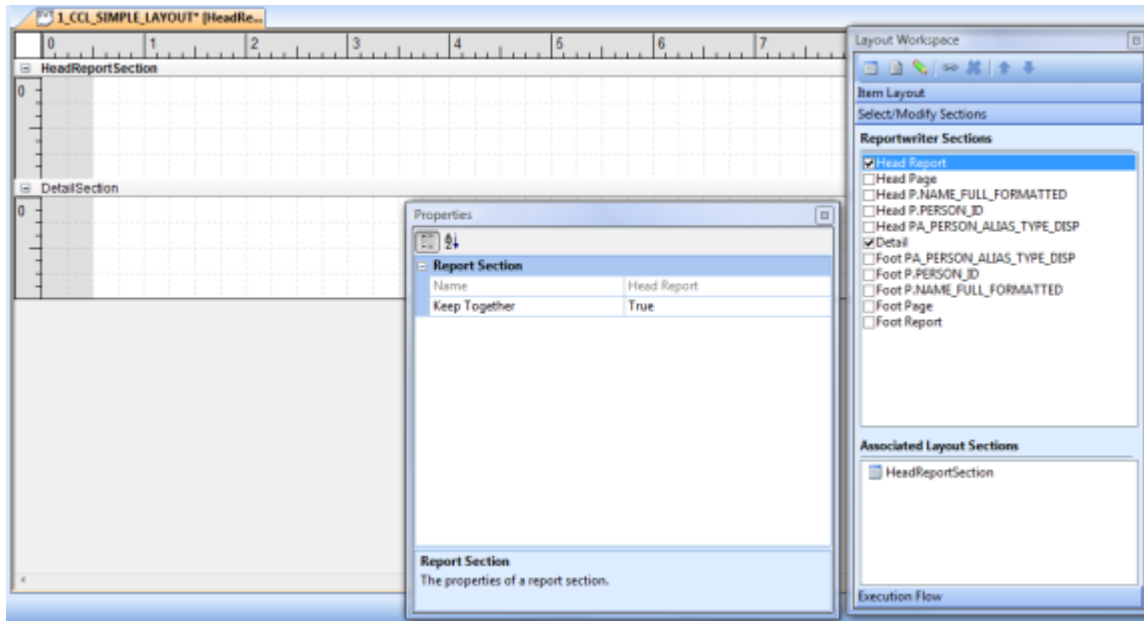 1_CCL_SIMPLE_LAYOUT* [HeadRe...
0 1 2 3 4 5 6 7
HeadReportSection
0
DetailSection
0
Properties
Report Section
Name Head Report
Keep Together True
Report Section
The properties of a report section.
Layout Workspace
Item Layout
Select/Modify Sections
Reportwriter Sections
Head Report
Head Page
Head P.NAME_FULL_FORMATTED
Head P.PERSON_ID
Head PA_PERSON_ALIAS_TYPE_DISP
Detail
Foot PA_PERSON_ALIAS_TYPE_DISP
Foot P.PERSON_ID
Foot P.NAME_FULL_FORMATTED
Foot Page
Foot Report
Associated Layout Sections
HeadReportSection
Execution Flow